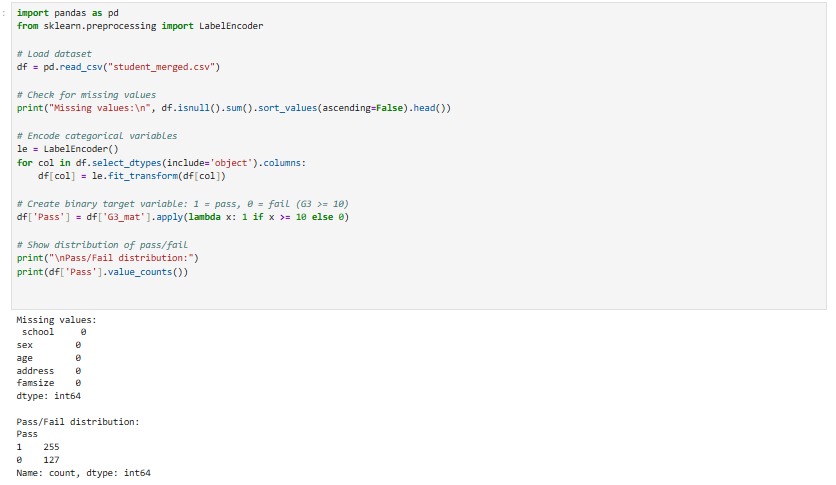 :
import pandas as pd
from sklearn.preprocessing import LabelEncoder
# Load dataset
df = pd.read_csv("student_merged.csv")
# Check for missing values
print("Missing values:\n", df.isnull().sum().sort_values(ascending=False).head())
# Encode categorical variables
le = LabelEncoder()
for col in df.select_dtypes(include='object').columns:
    df[col] = le.fit_transform(df[col])
# Create binary target variable: 1 = pass, 0 = fail (G3 >= 10)
df['Pass'] = df['G3_mat'].apply(lambda x: 1 if x >= 10 else 0)
# Show distribution of pass/fail
print("\nPass/Fail distribution:")
print(df['Pass'].value_counts())
Missing values:
 school     0
sex        0
age        0
address    0
famsize    0
dtype: int64
Pass/Fail distribution:
Pass
1    255
0    127
Name: count, dtype: int64